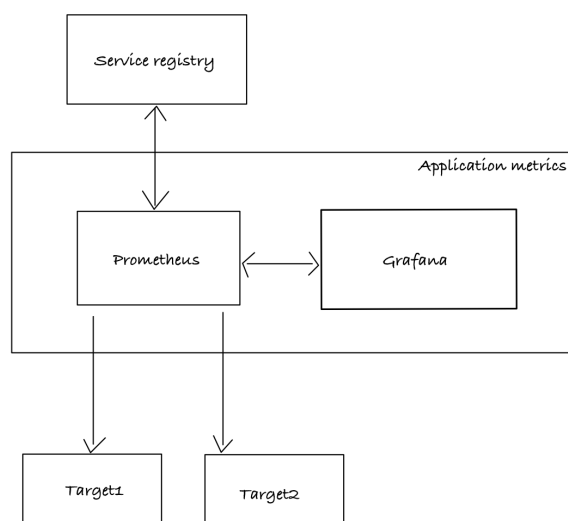 Service registry
Application metrics
Prometheus
Grafana
Target1
Target2